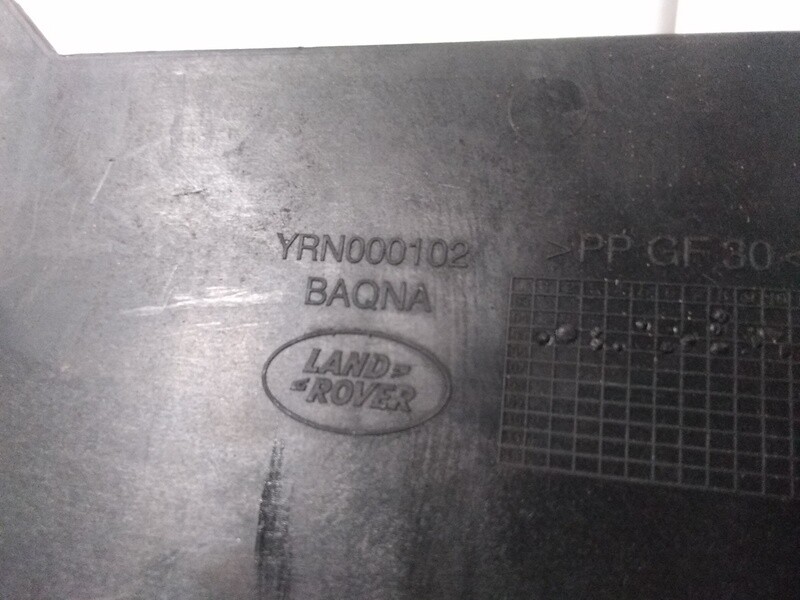 YRN000102
BAQNA
LAND
ROVER
>PP GF 30<